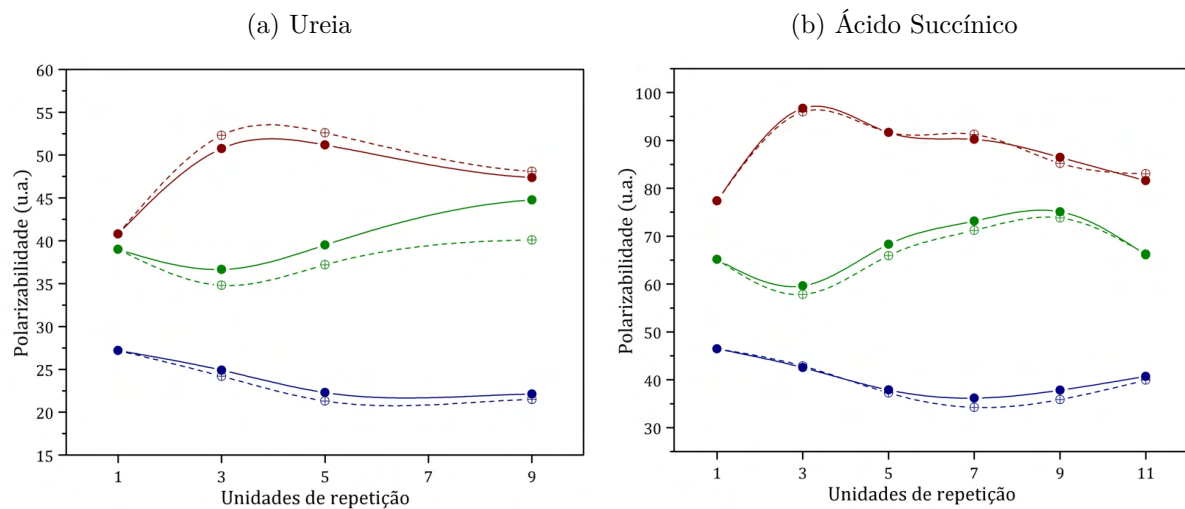 (a) Ureia
(b) Ácido Succínico
Polarizabilidade (u.a.)
60
55
50
45
40
35
30
25
20
15
1 3 5 7 9
Unidades de repetição
Polarizabilidade (u.a.)
100
90
80
70
60
50
40
30
1 3 5 7 9 11
Unidades de repetição